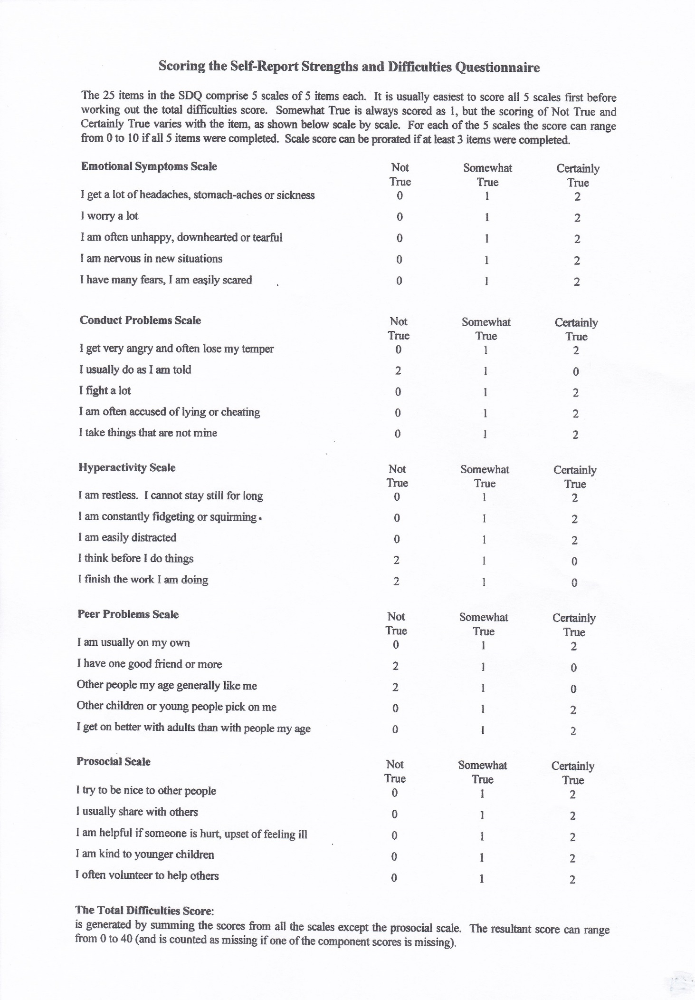 Scoring the Self-Report Strengths and Difficulties Questionnaire
The 25 items in the SDQ comprise 5 scales of 5 items each. It is usually easiest to score all 5 scales first before
working out the total difficulties score. Somewhat True is always scored as 1, but the scoring of Not True and
Certainly True varies with the item, as shown below scale by scale. For each of the 5 scales the score can range
from 0 to 10 if all 5 items were completed. Scale score can be prorated if at least 3 items were completed.
Emotional Symptoms Scale Not Somewhat Certainly
True True True
I get a lot of headaches, stomach-aches or sickness 0 1 2
I worry a lot 0 1 2
I am often unhappy, downhearted or tearful 0 1 2
I am nervous in new situations 0 1 2
I have many fears, I am easily scared 0 1 2
Conduct Problems Scale Not Somewhat Certainly
True True True
I get very angry and often lose my temper 0 1 2
I usually do as I am told 2 1 0
I fight a lot 0 1 2
I am often accused of lying or cheating 0 1 2
I take things that are not mine 0 1 2
Hyperactivity Scale Not Somewhat Certainly
True True True
I am restless. I cannot stay still for long 0 1 2
I am constantly fidgeting or squirming. 0 1 2
I am easily distracted 0 1 2
I think before I do things 2 1 0
I finish the work I am doing 2 1 0
Peer Problems Scale Not Somewhat Certainly
True True True
I am usually on my own 0 1 2
I have one good friend or more 2 1 0
Other people my age generally like me 2 1 0
Other children or young people pick on me 0 1 2
I get on better with adults than with people my age 0 1 2
Prosocial Scale Not Somewhat Certainly
True True True
I try to be nice to other people 0 1 2
I usually share with others 0 1 2
I am helpful if someone is hurt, upset of feeling ill 0 1 2
I am kind to younger children 0 1 2
I often volunteer to help others 0 1 2
The Total Difficulties Score:
is generated by summing the scores from all the scales except the prosocial scale. The resultant score can range
from 0 to 40 (and is counted as missing if one of the component scores is missing).